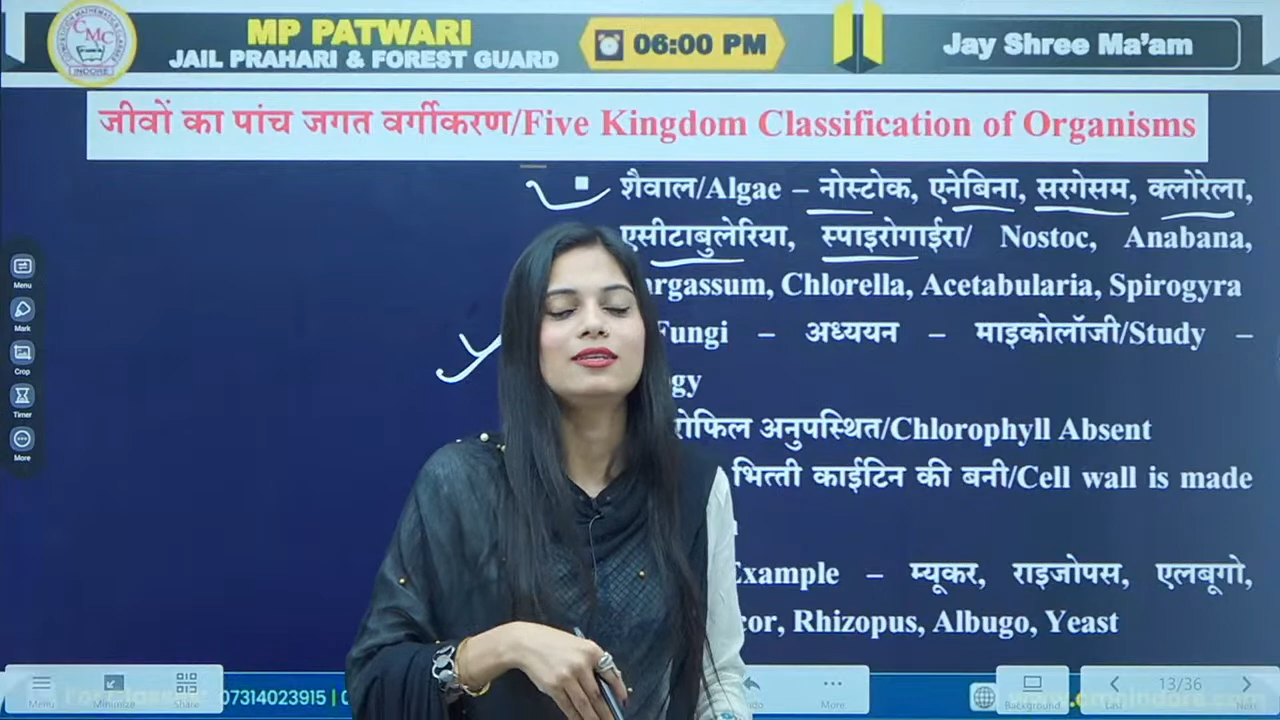 MP PATWARI
JAIL PRAHARI & FOREST GUARD
06:00 PM
Jay Shree Ma'am
CMC
INDORE
जीवों का पांच जगत वर्गीकरण/Five Kingdom Classification of Organisms
शैवाल/Algae – नोस्टोक, एनेबिना, सरगेसम, क्लोरेला,
एसीटाबुलेरिया, स्पाइरोगाईरा/ Nostoc, Anabana,
argassum, Chlorella, Acetabularia, Spirogyra
Fungi – अध्ययन – माइकोलॉजी/Study –
gy
रोफिल अनुपस्थित/Chlorophyll Absent
भित्ती काईटिन की बनी/Cell wall is made
Example – म्यूकर, राइजोपस, एलबूगो,
cor, Rhizopus, Albugo, Yeast
Menu
Mark
Crop
Timer
More
Menu
Minimize
Share
07314023915
More
Background
13/36